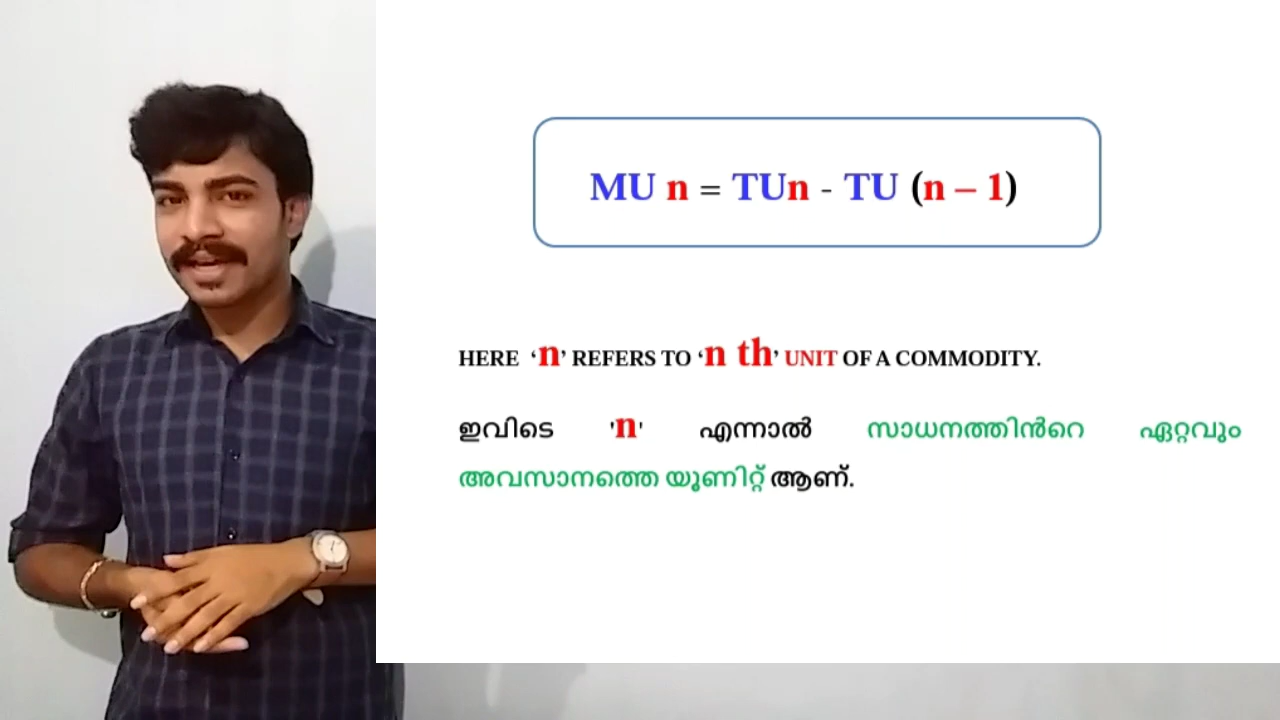 MU n = TUn - TU (n – 1)
HERE ‘n’ REFERS TO ‘n th’ UNIT OF A COMMODITY.
ഇവിടെ 'n' എന്നാൽ സാധനത്തിൻറെ ഏറ്റവും
അവസാനത്തെ യൂണിറ്റ് ആണ്.